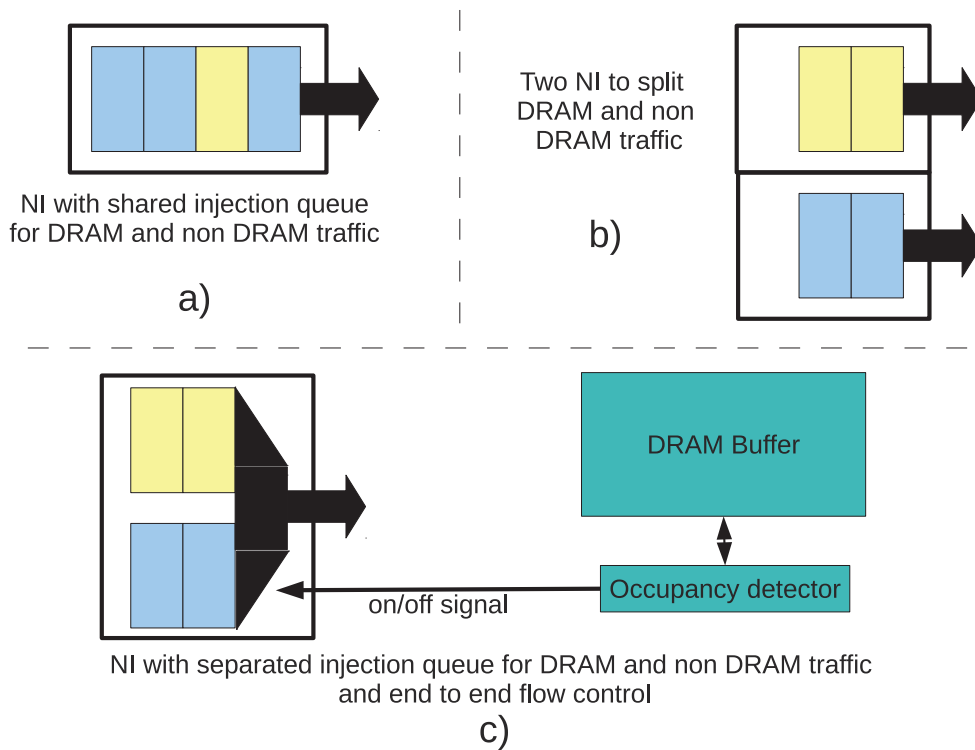 NI with shared injection queue
for DRAM and non DRAM traffic
a)
Two NI to split
DRAM and non
DRAM traffic
b)
DRAM Buffer
Occupancy detector
on/off signal
NI with separated injection queue for DRAM and non DRAM traffic
and end to end flow control
c)